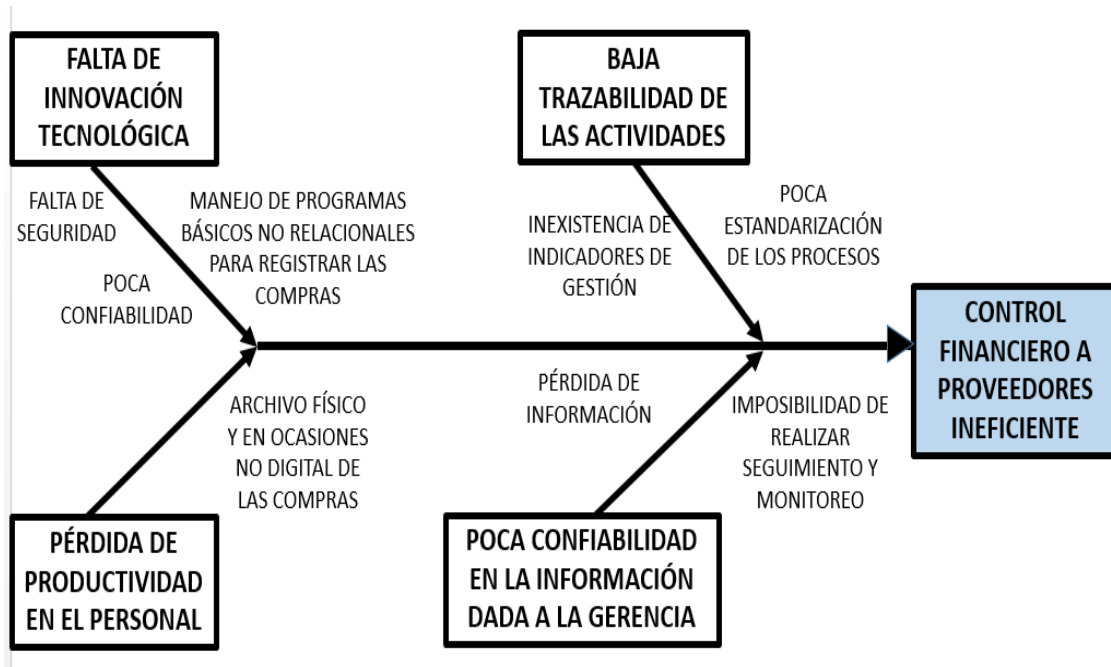 FALTA DE
INNOVACIÓN
TECNOLÓGICA
BAJA
TRAZABILIDAD DE
LAS ACTIVIDADES
FALTA DE
SEGURIDAD
MANEJO DE PROGRAMAS
BÁSICOS NO RELACIONALES
PARA REGISTRAR LAS
COMPRAS
POCA
CONFIABILIDAD
INEXISTENCIA DE
INDICADORES DE
GESTIÓN
POCA
ESTANDARIZACIÓN
DE LOS PROCESOS
CONTROL
FINANCIERO A
PROVEEDORES
INEFICIENTE
ARCHIVO FÍSICO
Y EN OCASIONES
NO DIGITAL DE
LAS COMPRAS
PÉRDIDA DE
INFORMACIÓN
IMPOSIBILIDAD DE
REALIZAR
SEGUIMIENTO Y
MONITOREO
PÉRDIDA DE
PRODUCTIVIDAD
EN EL PERSONAL
POCA CONFIABILIDAD
EN LA INFORMACIÓN
DADA A LA GERENCIA